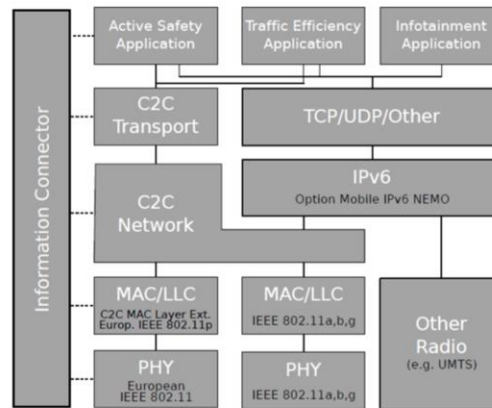 Information Connector
Active Safety
Application
Traffic Efficiency
Application
Infotainment
Application
C2C
Transport
TCP/UDP/Other
IPv6
Option Mobile IPv6 NEMO
C2C
Network
MAC/LLC
C2C MAC Layer Ext.
Europ. IEEE 802.11p
MAC/LLC
IEEE 802.11a,b,g
Other
Radio
(e.g. UMTS)
PHY
European
IEEE 802.11
PHY
IEEE 802.11a,b,g